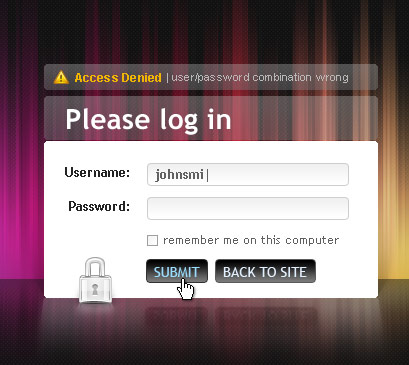 Access Denied | user/password combination wrong
Please log in
Username: johnsmi
Password:
remember me on this computer
SUBMIT BACK TO SITE